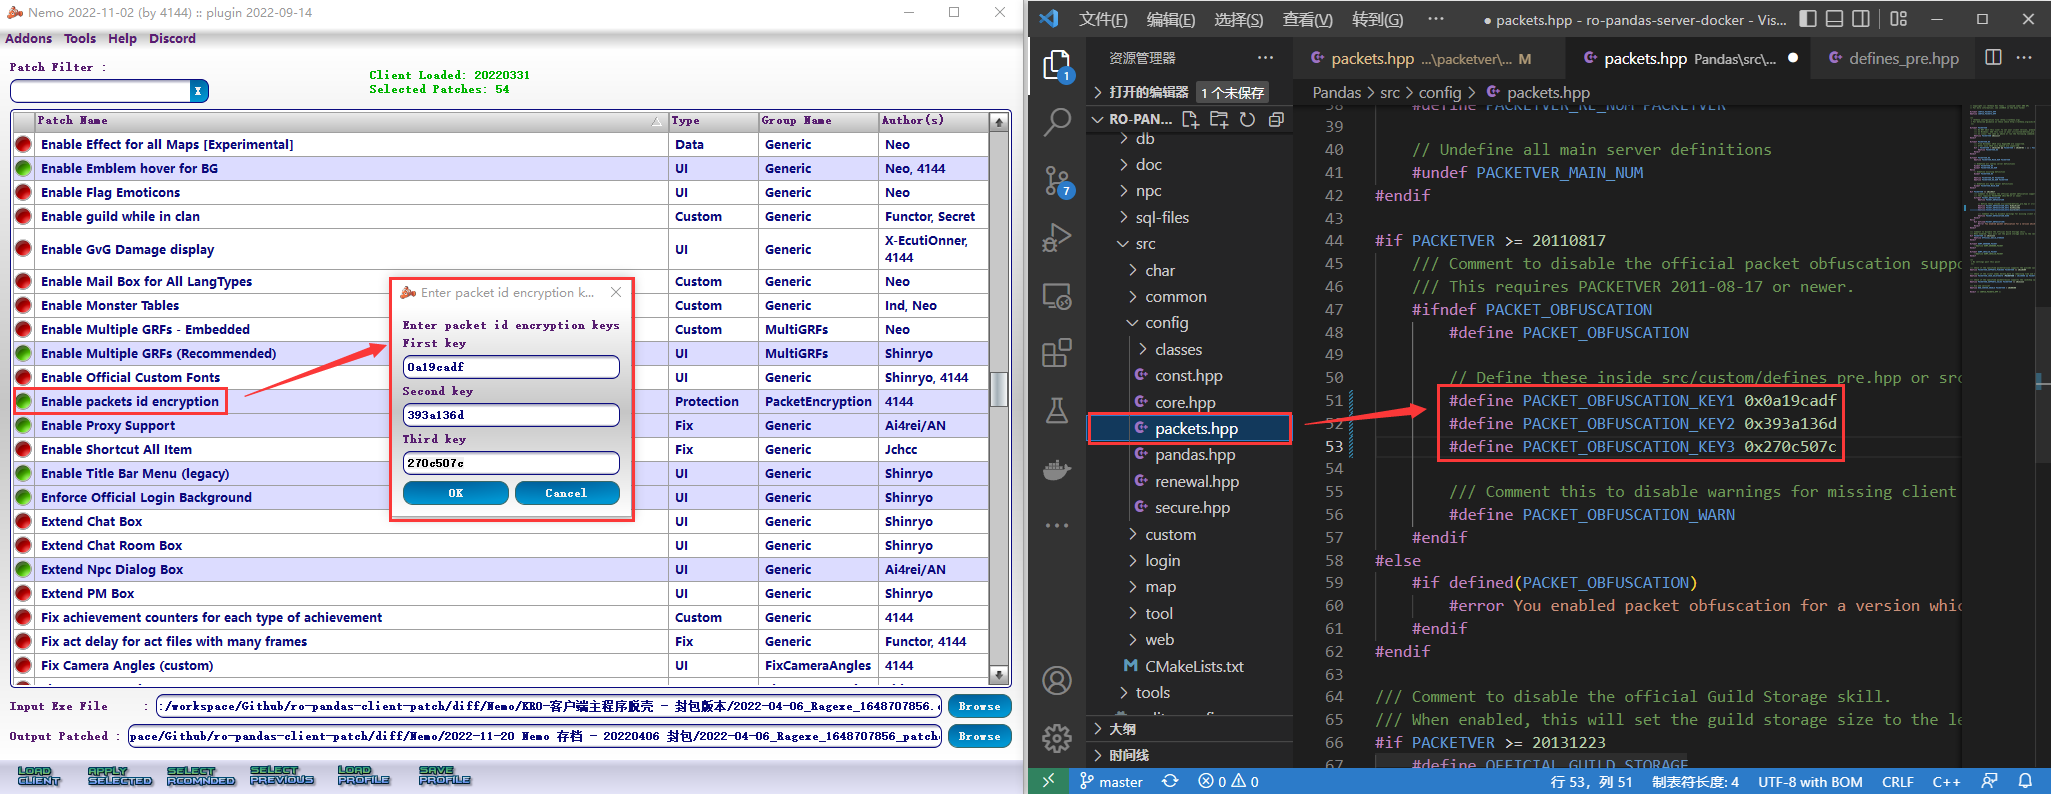 Nemo 2022-11-02 (by 4144) :: plugin 2022-09-14
Addons Tools Help Discord
Patch Filter :
X
Client Loaded: 20220331
Selected Patches: 54
Patch Name Type Group Name Author(s)
Enable Effect for all Maps [Experimental] Data Generic Neo
Enable Emblem hover for BG UI Generic Neo, 4144
Enable Flag Emoticons UI Generic Neo
Enable guild while in clan Custom Generic Functor, Secret
Enable GvG Damage display UI Generic X-EcutiOnner, 4144
Enable Mail Box for All LangTypes Custom Generic Neo
Enable Monster Tables Custom Generic Ind, Neo
Enable Multiple GRFs - Embedded Custom MultiGRFs Neo
Enable Multiple GRFs (Recommended) UI MultiGRFs Shinryo
Enable Official Custom Fonts UI Generic Shinryo, 4144
Enable packets id encryption Protection PacketEncryption 4144
Enable Proxy Support Fix Generic Ai4rei/AN
Enable Shortcut All Item Fix Generic Jchcc
Enable Title Bar Menu (legacy) UI Generic Shinryo
Enforce Official Login Background UI Generic Shinryo
Extend Chat Box UI Generic Shinryo
Extend Chat Room Box UI Generic Shinryo
Extend Npc Dialog Box UI Generic Ai4rei/AN
Extend PM Box UI Generic Shinryo
Fix achievement counters for each type of achievement Custom Generic 4144
Fix act delay for act files with many frames Fix Generic Functor, 4144
Fix Camera Angles (custom) UI FixCameraAngles 4144
Enter packet id encryption k...
Enter packet id encryption keys
First key
0a19cadf
Second key
393a136d
Third key
270c507c
OK Cancel
Input Exe File : :/workspace/Github/ro-pandas-client-patch/diff/Nemo/KRO-客户端主程序脱壳 - 封包版本/2022-04-06_Ragexe_1648707856. Browse
Output Patched : pace/Github/ro-pandas-client-patch/diff/Nemo/2022-11-20 Nemo 存档 - 20220406 封包/2022-04-06_Ragexe_1648707856_patch Browse
LOAD CLIENT
APPLY SELECTED
SELECT RCOMNDED
SELECT PREVIOUS
LOAD PROFILE
SAVE PROFILE
文件(F) 编辑(E) 选择(S) 查看(V) 转到(G) ··· ● packets.hpp - ro-pandas-server-docker - Vis...
资源管理器 ···
packets.hpp ...\packetver\... M packets.hpp Pandas\src\... ● defines_pre.hpp ···
打开的编辑器 1 个未保存
Pandas > src > config > packets.hpp
RO-PAN...
1
7
db
doc
npc
sql-files
src
char
common
config
classes
const.hpp
core.hpp
packets.hpp
pandas.hpp
renewal.hpp
secure.hpp
custom
login
map
tool
web
CMakeLists.txt
tools
大纲
时间线
38 #define PACKETVER_RE_NUM PACKETVER
39
40 // Undefine all main server definitions
41 #undef PACKETVER_MAIN_NUM
42 #endif
43
44 #if PACKETVER >= 20110817
45 /// Comment to disable the official packet obfuscation supp
46 /// This requires PACKETVER 2011-08-17 or newer.
47 #ifndef PACKET_OBFUSCATION
48 #define PACKET_OBFUSCATION
49
50 // Define these inside src/custom/defines_pre.hpp or src
51 #define PACKET_OBFUSCATION_KEY1 0x0a19cadf
52 #define PACKET_OBFUSCATION_KEY2 0x393a136d
53 #define PACKET_OBFUSCATION_KEY3 0x270c507c
54
55 /// Comment this to disable warnings for missing client
56 #define PACKET_OBFUSCATION_WARN
57 #endif
58 #else
59 #if defined(PACKET_OBFUSCATION)
60 #error You enabled packet obfuscation for a version whic
61 #endif
62 #endif
63
64 /// Comment to disable the official Guild Storage skill.
65 /// When enabled, this will set the guild storage size to the le
66 #if PACKETVER >= 20131223
67 #define OFFICIAL_GUILD_STORAGE
master 0 0 行 53，列 51 制表符长度: 4 UTF-8 with BOM CRLF C++